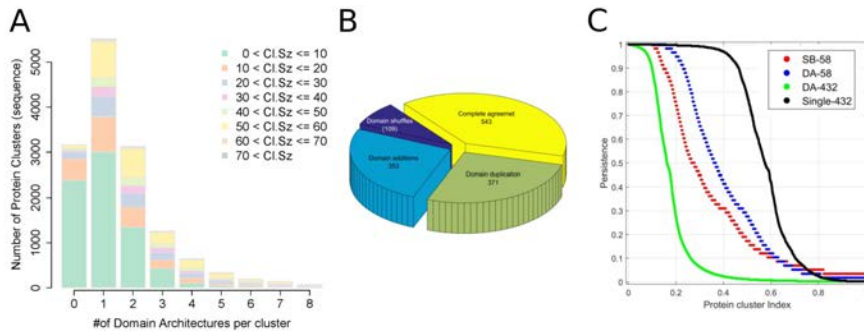 A
Number of Protein Clusters (sequence)
5000
4000
3000
2000
1000
0
0 < Cl.Sz <= 10
10 < Cl.Sz <= 20
20 < Cl.Sz <= 30
30 < Cl.Sz <= 40
40 < Cl.Sz <= 50
50 < Cl.Sz <= 60
60 < Cl.Sz <= 70
70 < Cl.Sz
0 1 2 3 4 5 6 7 8
#of Domain Architectures per cluster
B
Complete agreemet
543
Domain shuffles
(109)
Domain additions
353
Domain duplication
371
C
Persistence
1
0.9
0.8
0.7
0.6
0.5
0.4
0.3
0.2
0.1
0
SB-58
DA-58
DA-432
Single-432
0 0.2 0.4 0.6 0.8
Protein cluster Index